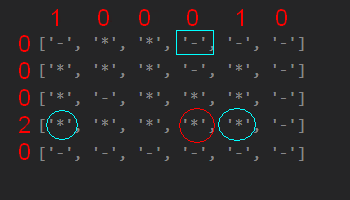 1 0 0 0 1 0
0 ['-', '*', '*', '-', '-', '-']
0 ['*', '*', '*', '-', '*', '-']
0 ['*', '*', '-', '*', '*', '-']
2 ['*', '*', '*', '*', '*', '-']
0 ['-', '-', '-', '-', '-', '-']